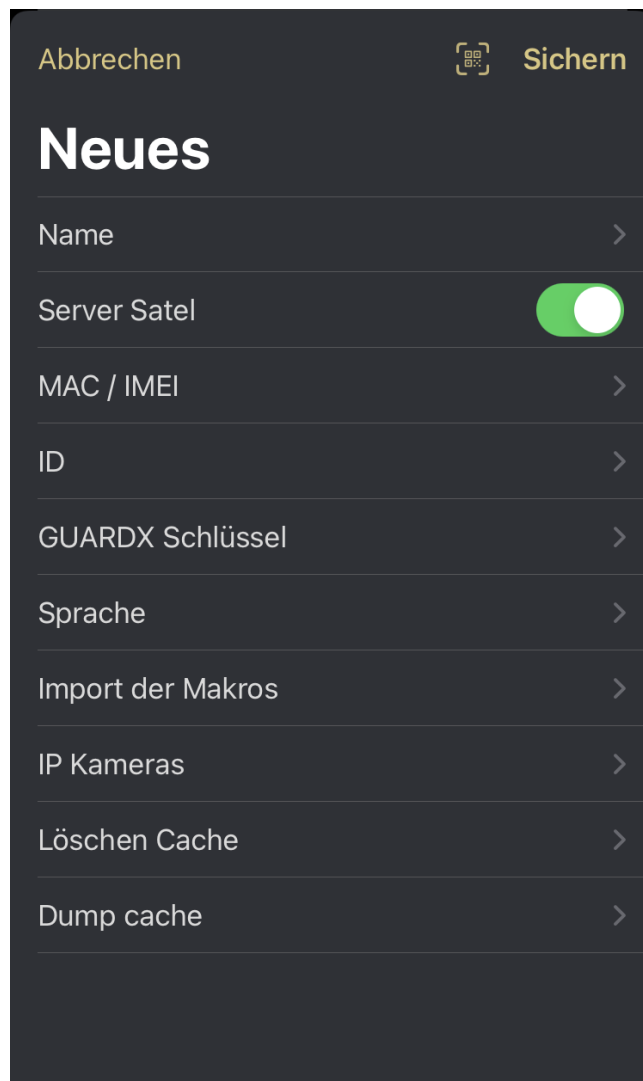 Abbrechen
Sichern
Neues
Name
Server Satel
MAC / IMEI
ID
GUARDX Schlüssel
Sprache
Import der Makros
IP Kameras
Löschen Cache
Dump cache